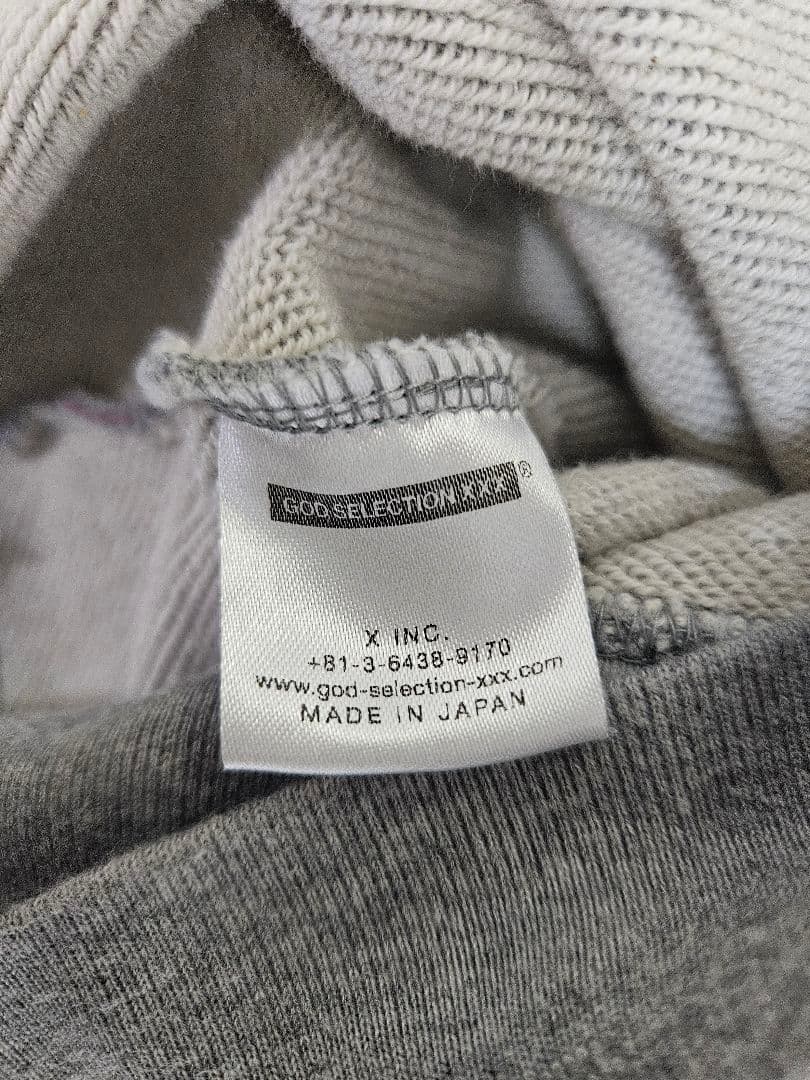 GOD SELECTION XXX®
X INC.
+81-3-6438-9170
www.god-selection-xxx.com
MADE IN JAPAN